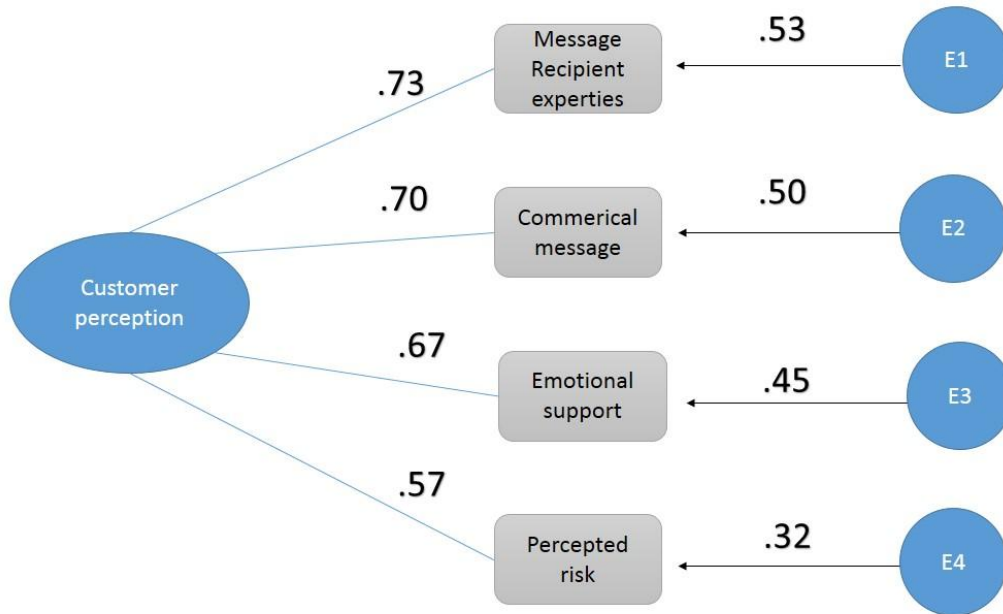 Message
Recipient
experties
.53
E1
.73
Commerical
message
.50
E2
.70
Customer
perception
Emotional
support
.45
E3
.67
Percepted
risk
.32
E4
.57